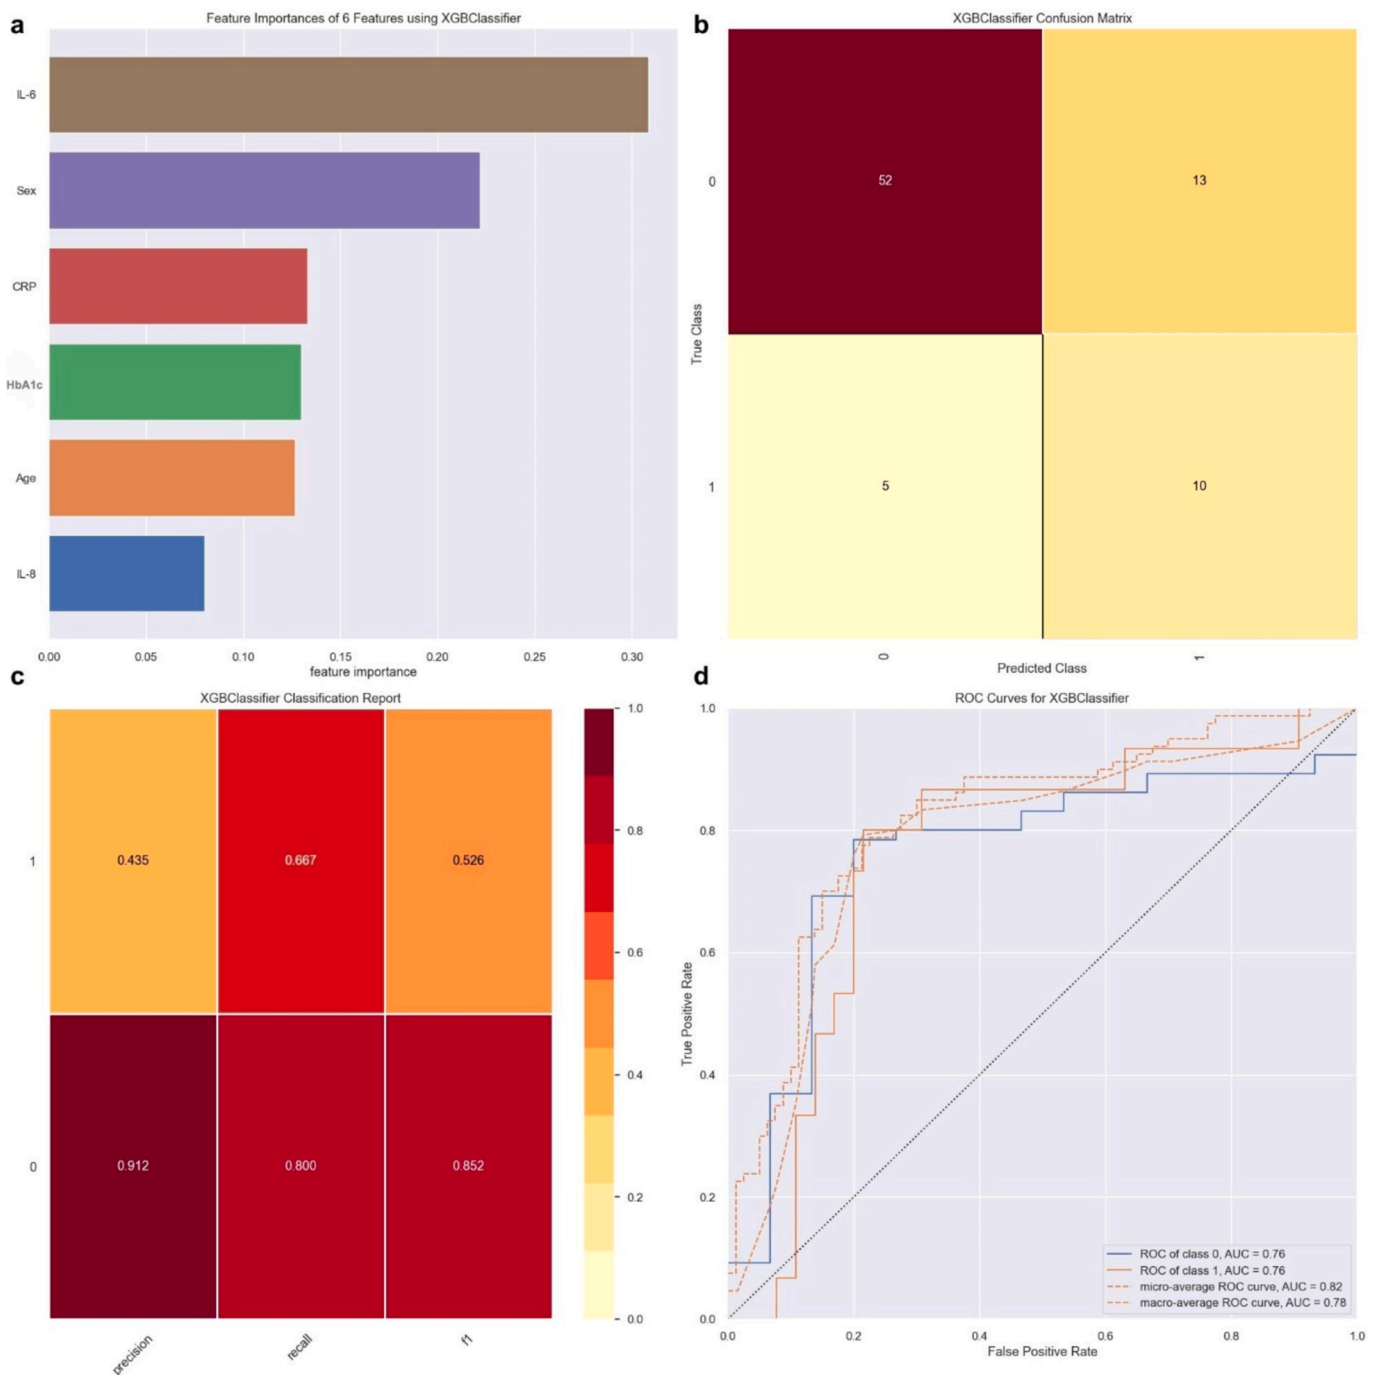 a
Feature Importances of 6 Features using XGBClassifier
IL-6
Sex
CRP
HbA1c
Age
IL-8
0.00 0.05 0.10 0.15 0.20 0.25 0.30
feature importance
b
XGBClassifier Confusion Matrix
True Class
0
52 13
1
5 10
0 1
Predicted Class
c
XGBClassifier Classification Report
1
0.435 0.667 0.526
0
0.912 0.800 0.852
precision recall f1
1.0
0.8
0.6
0.4
0.2
0.0
d
ROC Curves for XGBClassifier
True Positive Rate
1.0
0.8
0.6
0.4
0.2
0.0
ROC of class 0, AUC = 0.76
ROC of class 1, AUC = 0.76
micro-average ROC curve, AUC = 0.82
macro-average ROC curve, AUC = 0.78
0.0 0.2 0.4 0.6 0.8 1.0
False Positive Rate